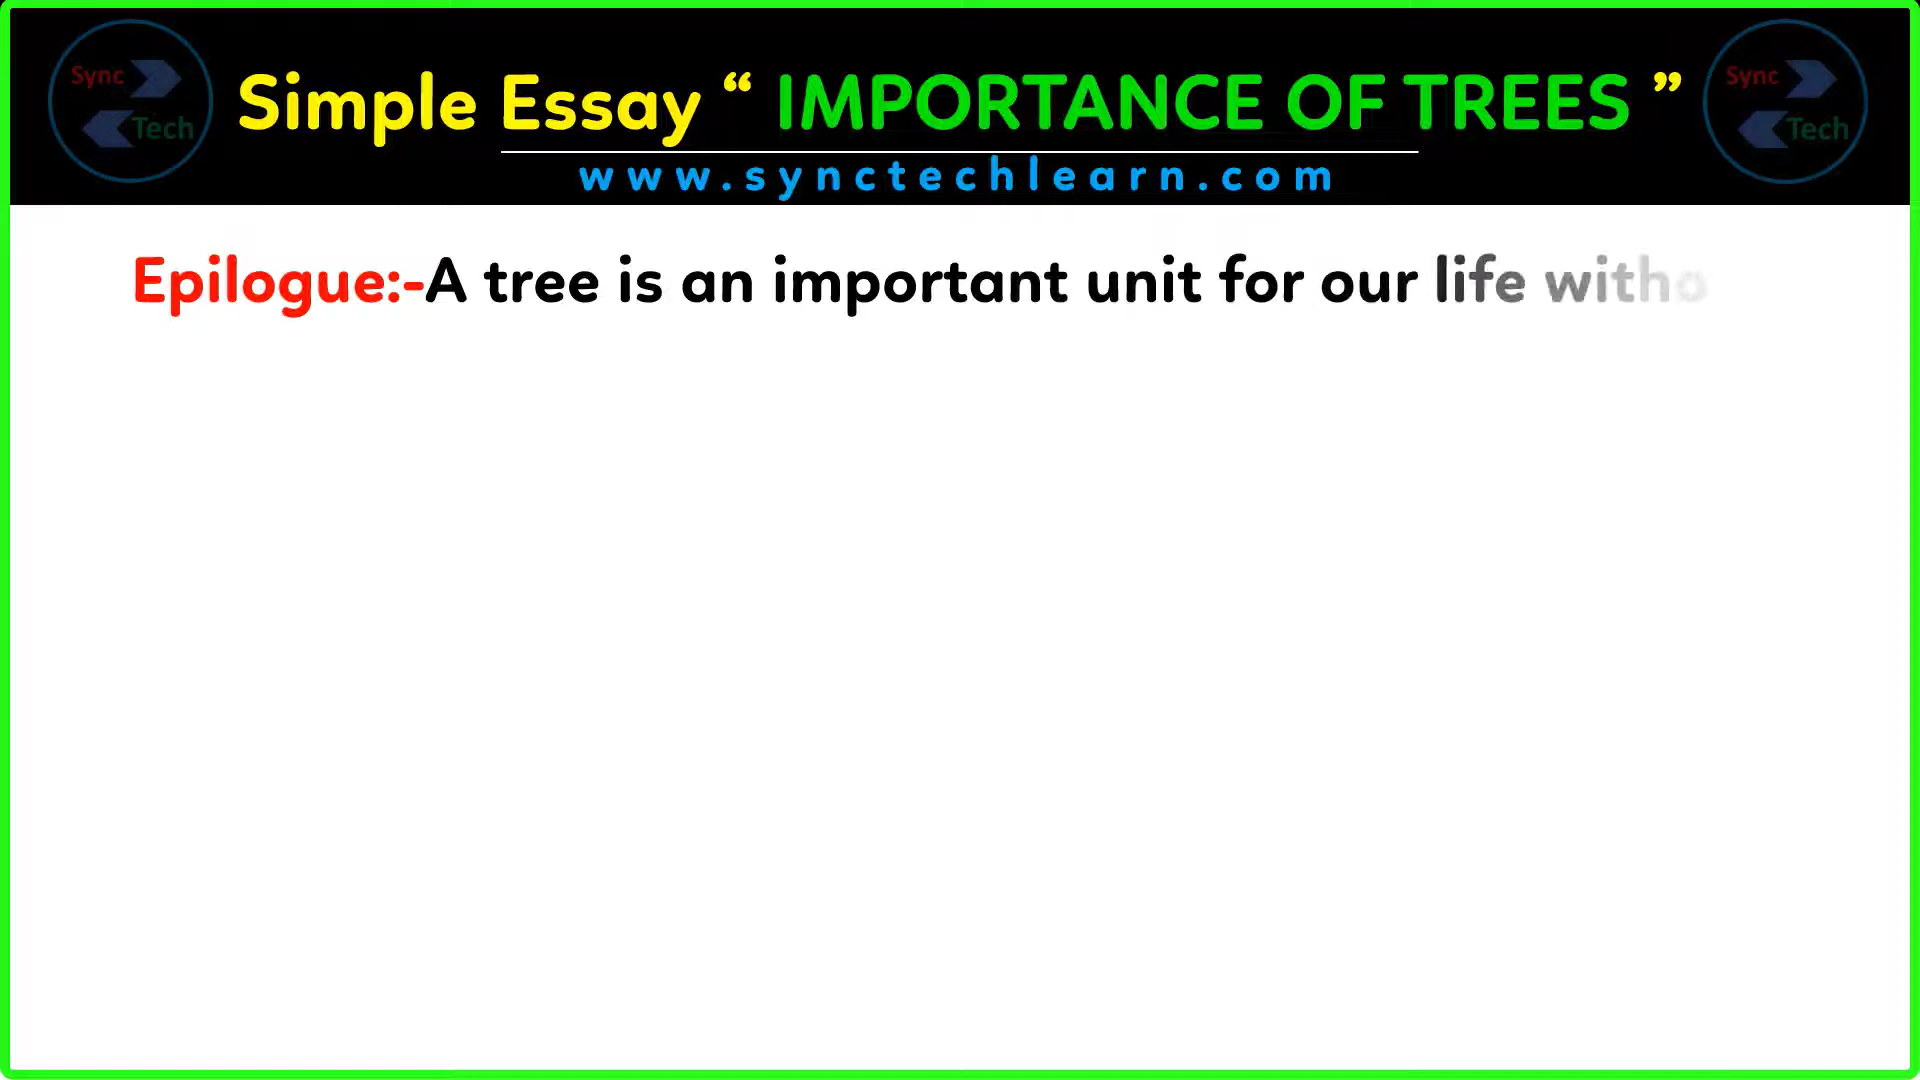 Sync
Tech
Simple Essay “ IMPORTANCE OF TREES ”
www.synctechlearn.com
Sync
Tech
Epilogue:-A tree is an important unit for our life witho